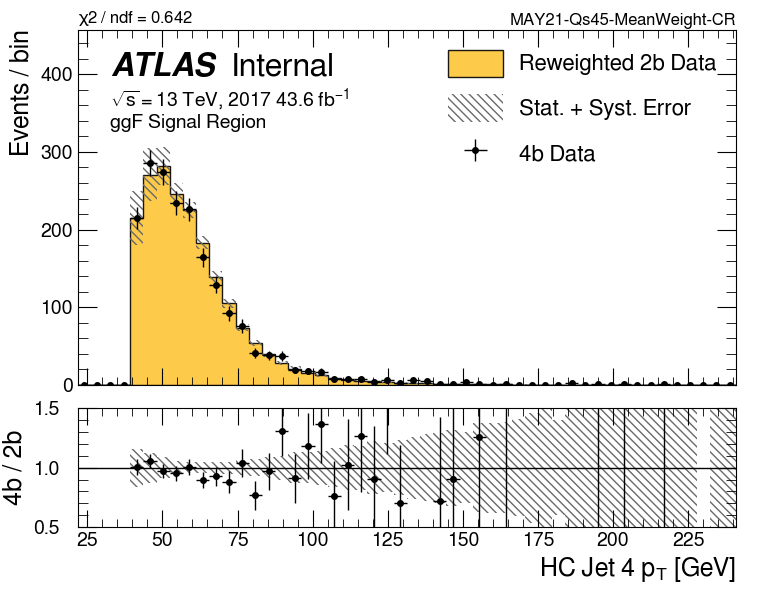 χ2 / ndf = 0.642
MAY21-Qs45-MeanWeight-CR
Events / bin
ATLAS Internal
√s = 13 TeV, 2017 43.6 fb−1
ggF Signal Region
Reweighted 2b Data
Stat. + Syst. Error
4b Data
400
300
200
100
0
4b / 2b
1.5
1.0
0.5
25 50 75 100 125 150 175 200 225
HC Jet 4 pT [GeV]